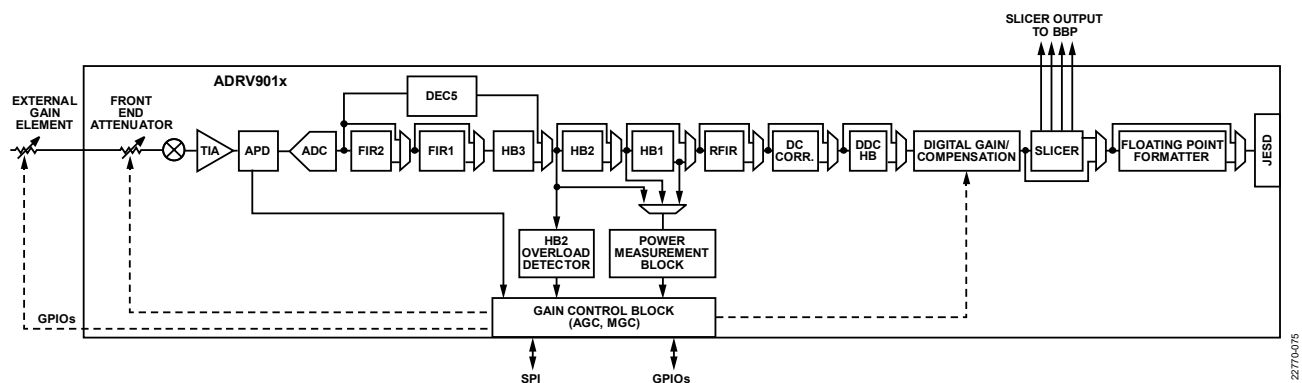 SLICER OUTPUT
TO BBP
ADRV901x
EXTERNAL
GAIN
ELEMENT
FRONT
END
ATTENUATOR
DEC5
TIA
APD
ADC
FIR2
FIR1
HB3
HB2
HB1
RFIR
DC
CORR.
DDC
HB
DIGITAL GAIN/
COMPENSATION
SLICER
FLOATING POINT
FORMATTER
JESD
HB2
OVERLOAD
DETECTOR
POWER
MEASUREMENT
BLOCK
GAIN CONTROL BLOCK
(AGC, MGC)
GPIOs
SPI
GPIOs
22770-075